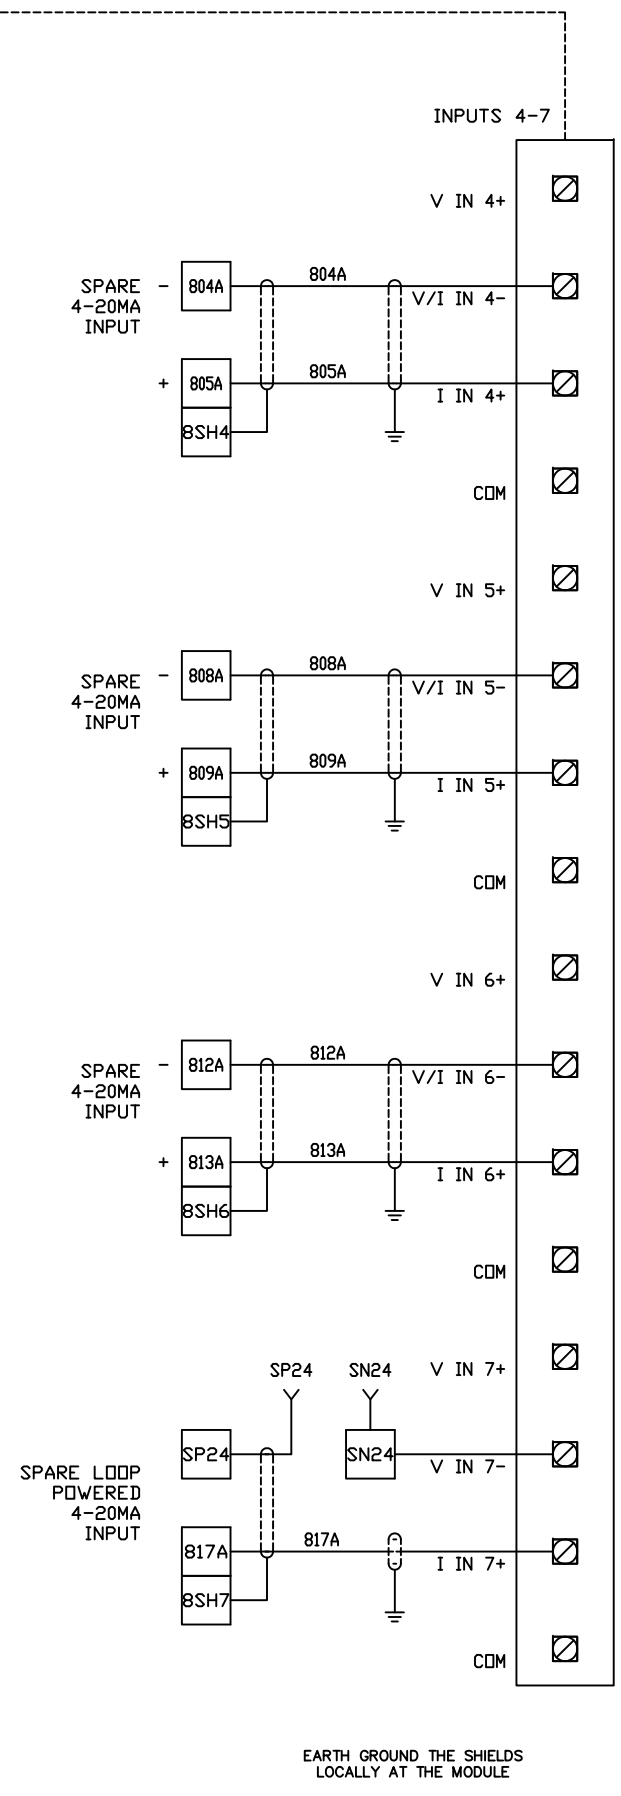 INPUTS 4-7
V IN 4+
SPARE
4-20MA
INPUT
-
804A
804A
V/I IN 4-
+
805A
805A
I IN 4+
8SH4
COM
V IN 5+
SPARE
4-20MA
INPUT
-
808A
808A
V/I IN 5-
+
809A
809A
I IN 5+
8SH5
COM
V IN 6+
SPARE
4-20MA
INPUT
-
812A
812A
V/I IN 6-
+
813A
813A
I IN 6+
8SH6
COM
SP24
SN24
V IN 7+
SPARE LOOP
POWERED
4-20MA
INPUT
SP24
SN24
V IN 7-
817A
817A
I IN 7+
8SH7
COM
EARTH GROUND THE SHIELDS
LOCALLY AT THE MODULE